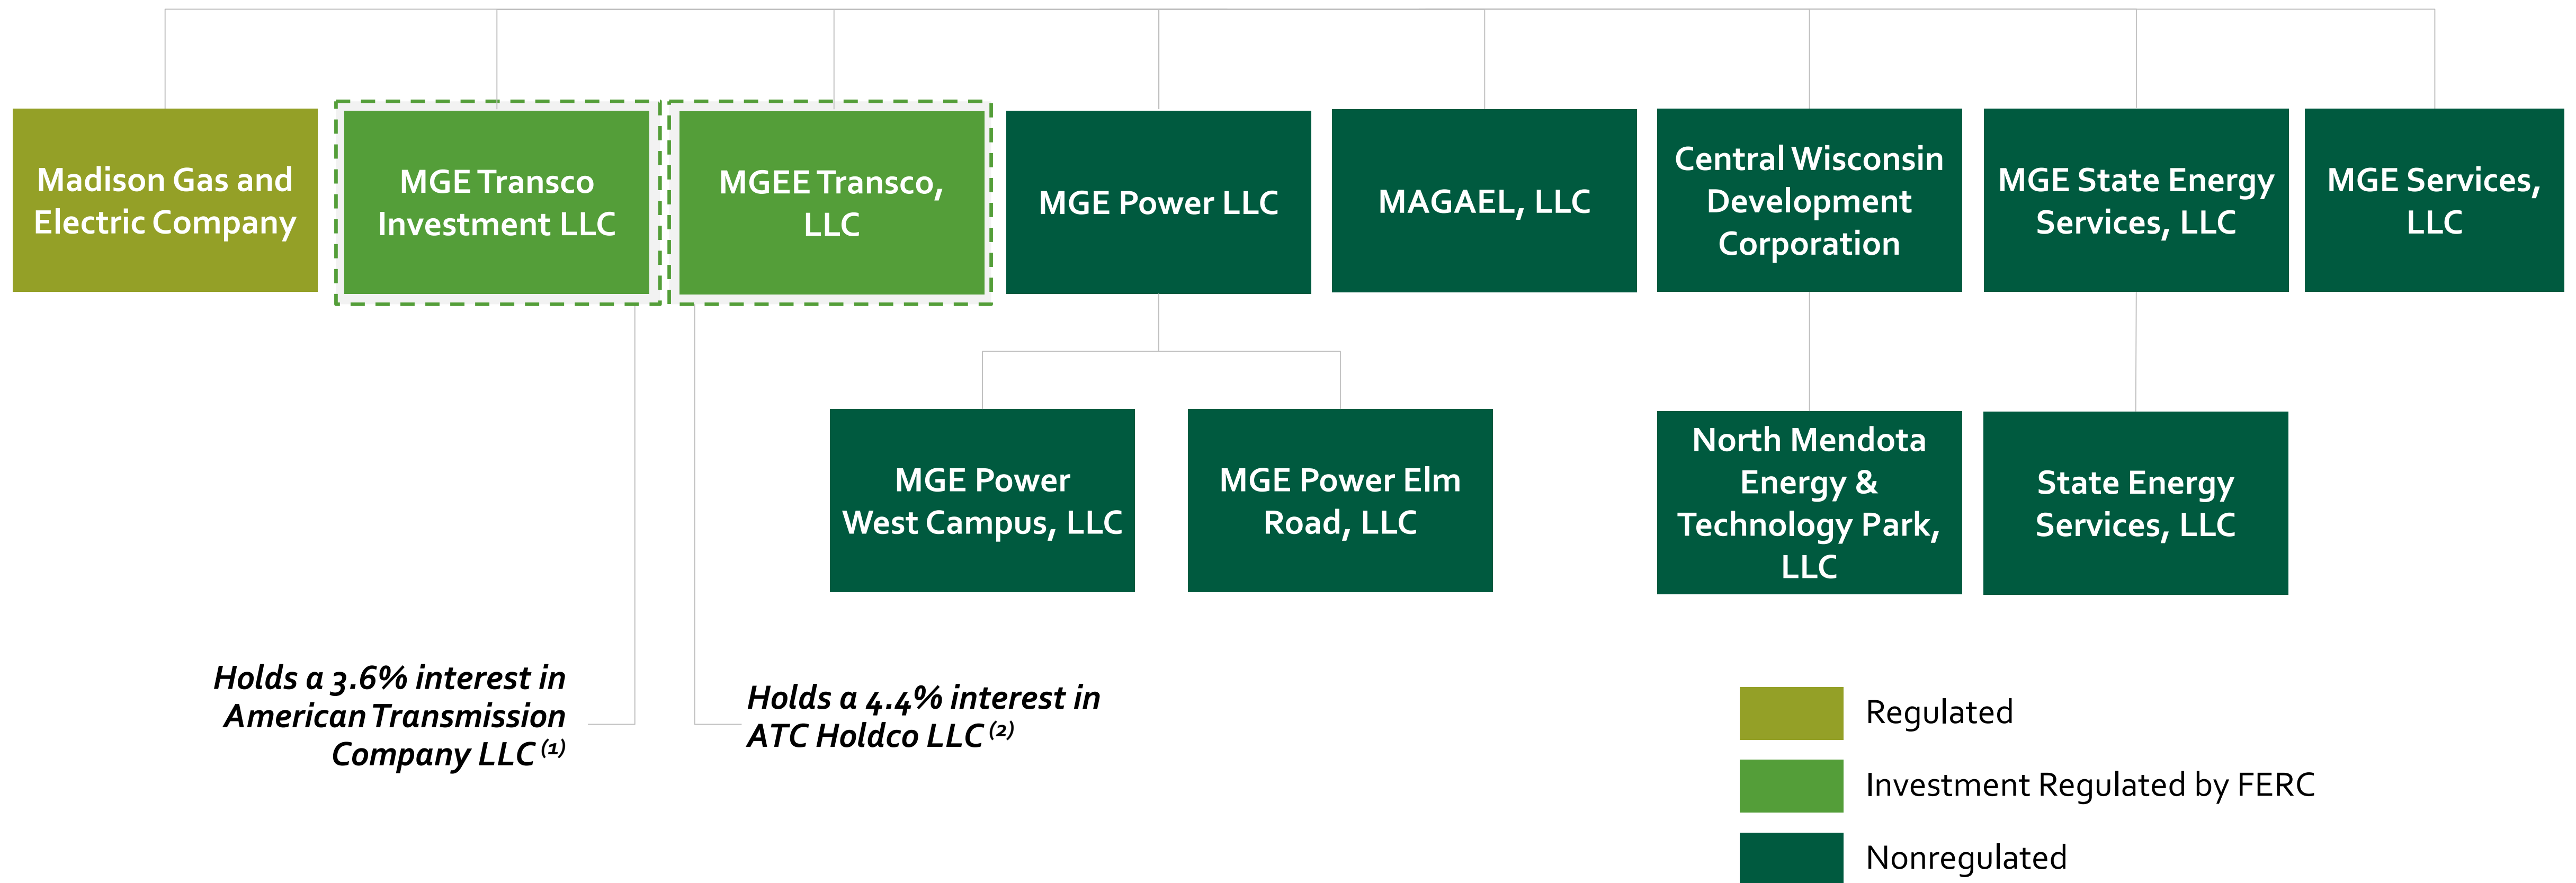 Madison Gas and
Electric Company
MGE Transco
Investment LLC
MGEE Transco,
LLC
MGE Power LLC
MAGAEL, LLC
Central Wisconsin
Development
Corporation
MGE State Energy
Services, LLC
MGE Services,
LLC
MGE Power
West Campus, LLC
MGE Power Elm
Road, LLC
North Mendota
Energy &
Technology Park,
LLC
State Energy
Services, LLC
Holds a 3.6% interest in
American Transmission
Company LLC (1)
Holds a 4.4% interest in
ATC Holdco LLC (2)
Regulated
Investment Regulated by FERC
Nonregulated